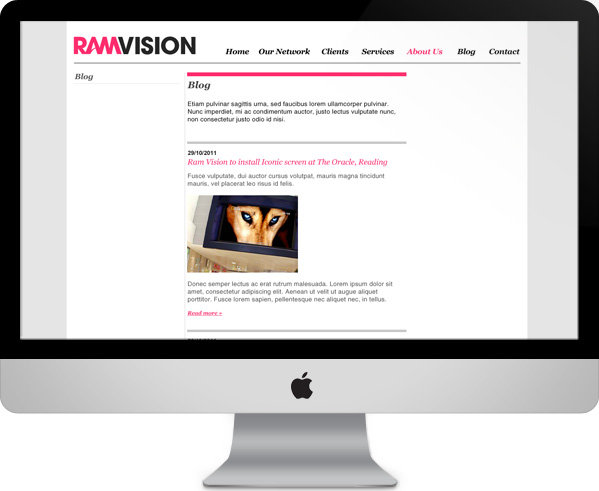 RAMVISION
Home Our Network Clients Services About Us Blog Contact
Blog
Blog
Etiam pulvinar sagittis urna, sed faucibus lorem ullamcorper pulvinar.
Nunc imperdiet, mi ac condimentum auctor, justo lectus vulputate nunc,
non consectetur justo odio id nisi.
29/10/2011
Ram Vision to install Iconic screen at The Oracle, Reading
Fusce vulputate, dui auctor cursus volutpat, mauris magna tincidunt
mauris, vel placerat leo risus id felis.
Donec semper lectus ac erat rutrum malesuada. Lorem ipsum dolor sit
amet, consectetur adipiscing elit. Aenean ut velit ut augue aliquet
porttitor. Fusce lorem sapien, pellentesque nec aliquet nec, in tellus.
Read more »